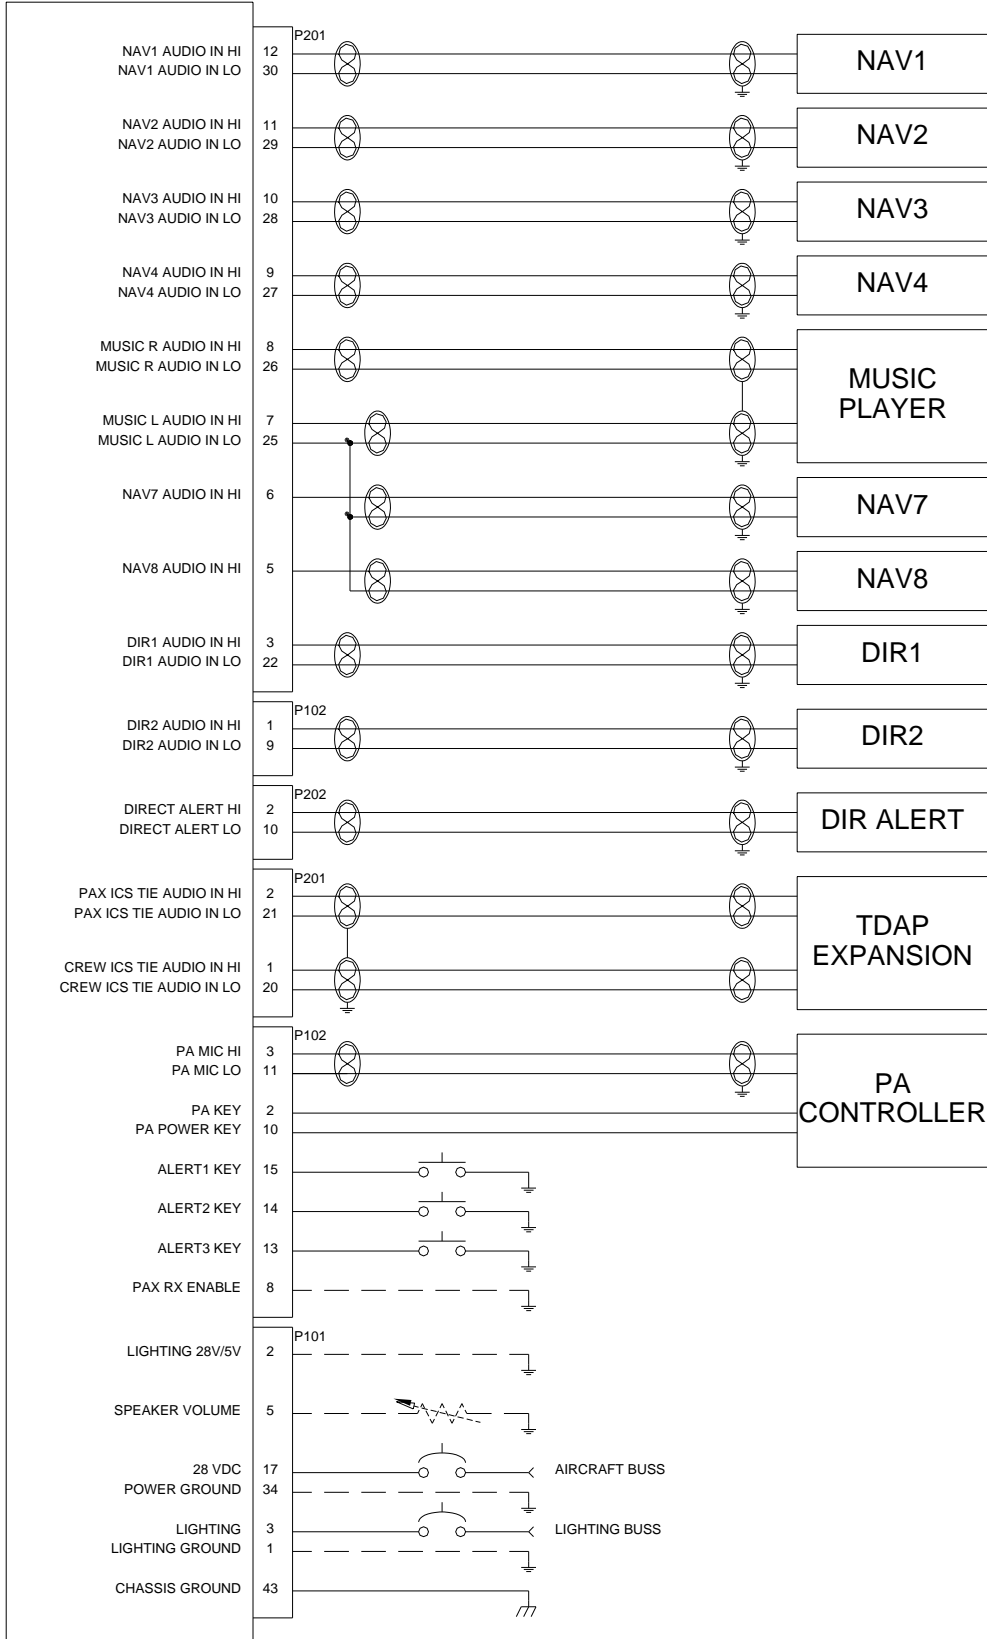 P201
NAV1 AUDIO IN HI 12
NAV1 AUDIO IN LO 30
NAV1
NAV2 AUDIO IN HI 11
NAV2 AUDIO IN LO 29
NAV2
NAV3 AUDIO IN HI 10
NAV3 AUDIO IN LO 28
NAV3
NAV4 AUDIO IN HI 9
NAV4 AUDIO IN LO 27
NAV4
MUSIC R AUDIO IN HI 8
MUSIC R AUDIO IN LO 26
MUSIC
PLAYER
MUSIC L AUDIO IN HI 7
MUSIC L AUDIO IN LO 25
NAV7 AUDIO IN HI 6
NAV7
NAV8 AUDIO IN HI 5
NAV8
DIR1 AUDIO IN HI 3
DIR1 AUDIO IN LO 22
DIR1
P102
DIR2 AUDIO IN HI 1
DIR2 AUDIO IN LO 9
DIR2
P202
DIRECT ALERT HI 2
DIRECT ALERT LO 10
DIR ALERT
P201
PAX ICS TIE AUDIO IN HI 2
PAX ICS TIE AUDIO IN LO 21
TDAP
EXPANSION
CREW ICS TIE AUDIO IN HI 1
CREW ICS TIE AUDIO IN LO 20
P102
PA MIC HI 3
PA MIC LO 11
PA
CONTROLLER
PA KEY 2
PA POWER KEY 10
ALERT1 KEY 15
ALERT2 KEY 14
ALERT3 KEY 13
PAX RX ENABLE 8
P101
LIGHTING 28V/5V 2
SPEAKER VOLUME 5
28 VDC 17 AIRCRAFT BUSS
POWER GROUND 34
LIGHTING 3 LIGHTING BUSS
LIGHTING GROUND 1
CHASSIS GROUND 43